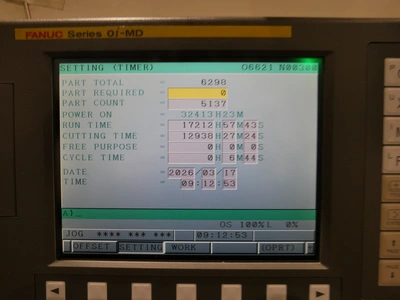 FANUC Series 0i-MD
SETTING (TIMER) O6621 N00300
PART TOTAL = 6298
PART REQUIRED = 0
PART COUNT = 5137
POWER ON = 32413H23M
RUN TIME = 17212H57M43S
CUTTING TIME = 12938H27M24S
FREE PURPOSE = 0H 0M 0S
CYCLE TIME = 0H 6M44S
DATE = 2026/03/17
TIME = 09:12:53
A)_
OS 100% L 0%
JOG **** *** *** 09:12:53
OFFSET SETTING WORK (OPRT)